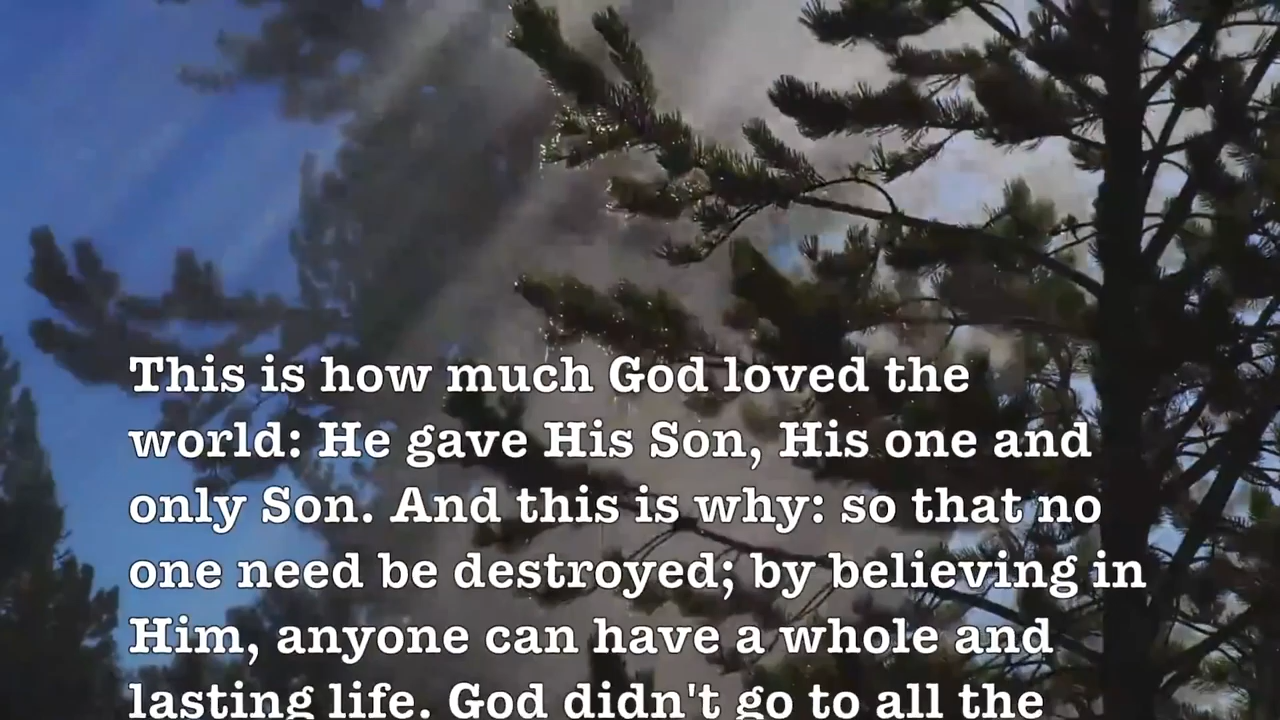 This is how much God loved the
world: He gave His Son, His one and
only Son. And this is why: so that no
one need be destroyed; by believing in
Him, anyone can have a whole and
lasting life. God didn't go to all the